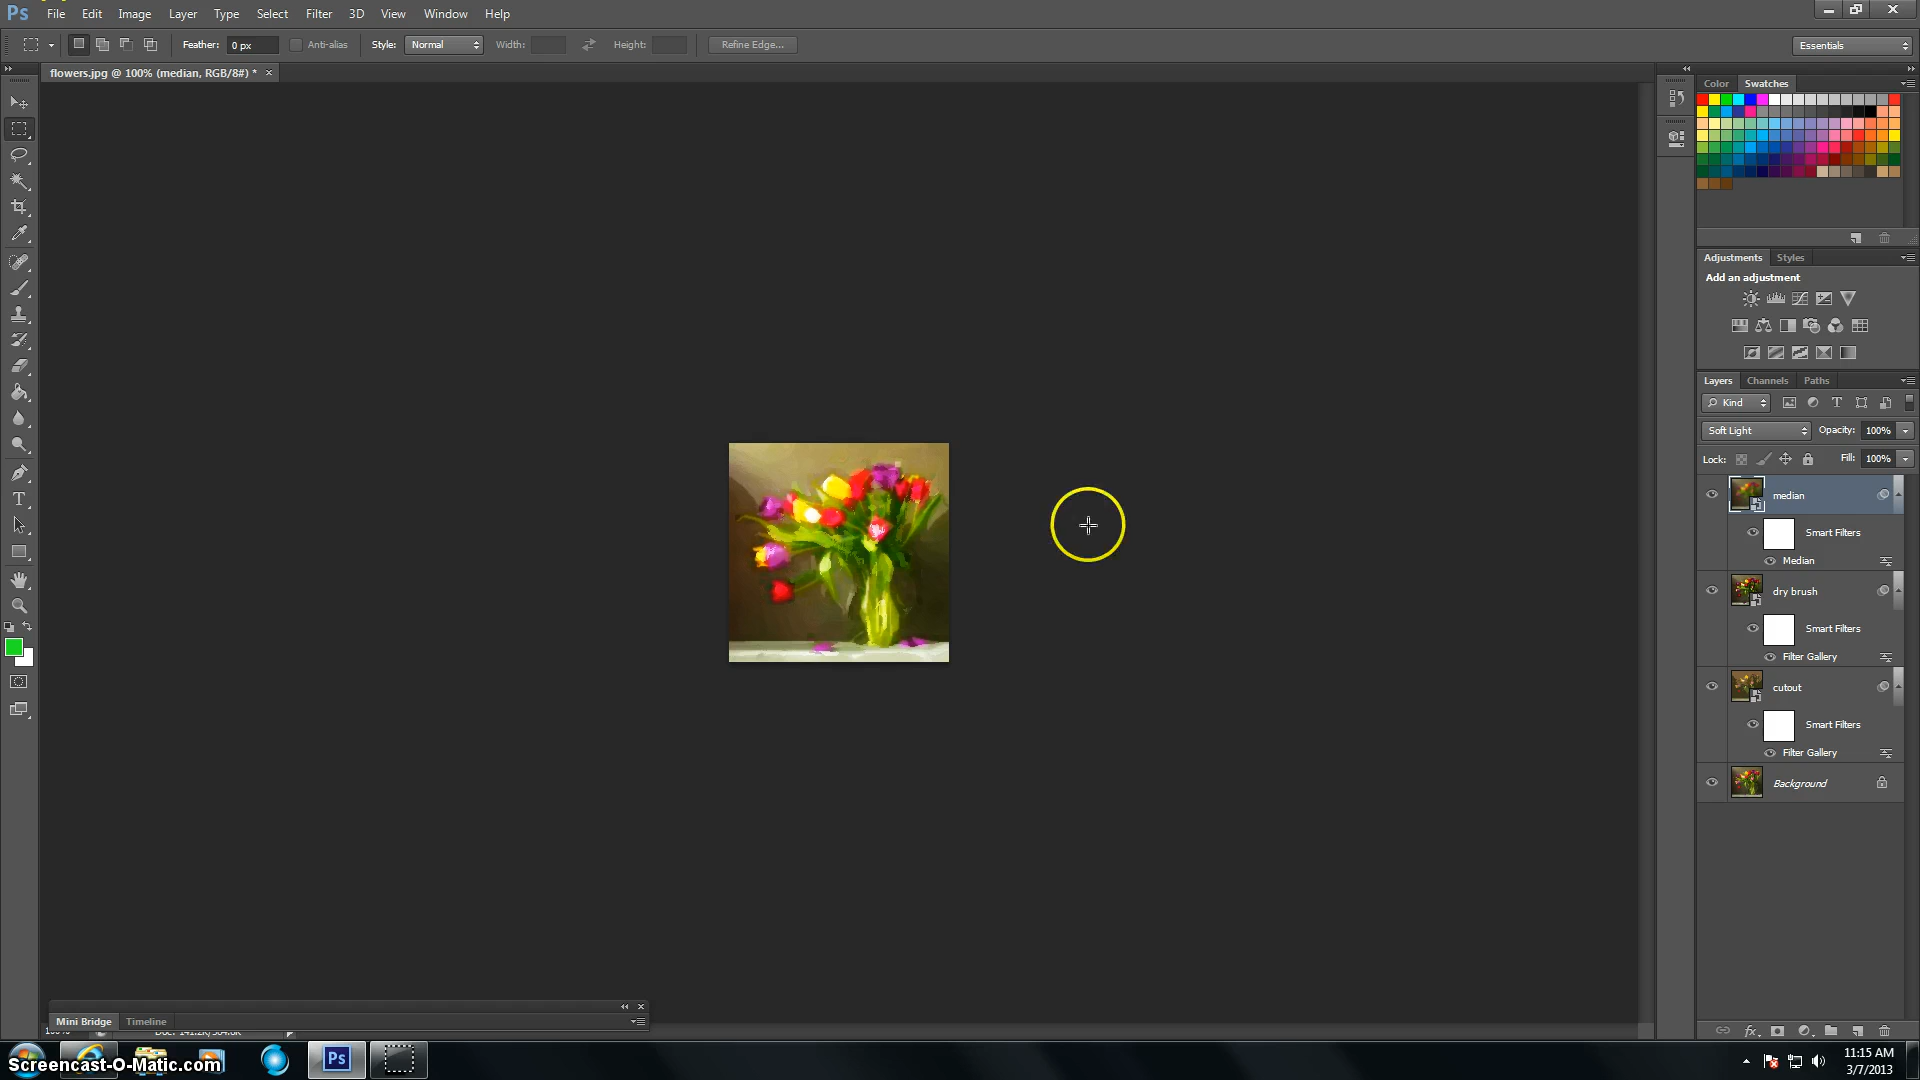 Ps File Edit Image Layer Type Select Filter 3D View Window Help
Feather: 0 px Anti-alias Style: Normal Width: Height: Refine Edge... Essentials
flowers.jpg @ 100% (median, RGB/8#) * ×
Color Swatches
Adjustments Styles
Add an adjustment
Layers Channels Paths
Kind
Soft Light Opacity: 100%
Lock: Fill: 100%
median
Smart Filters
Median
dry brush
Smart Filters
Filter Gallery
cutout
Smart Filters
Filter Gallery
Background
Mini Bridge Timeline
Ps
Screencast-O-Matic.com
11:15 AM
3/7/2013